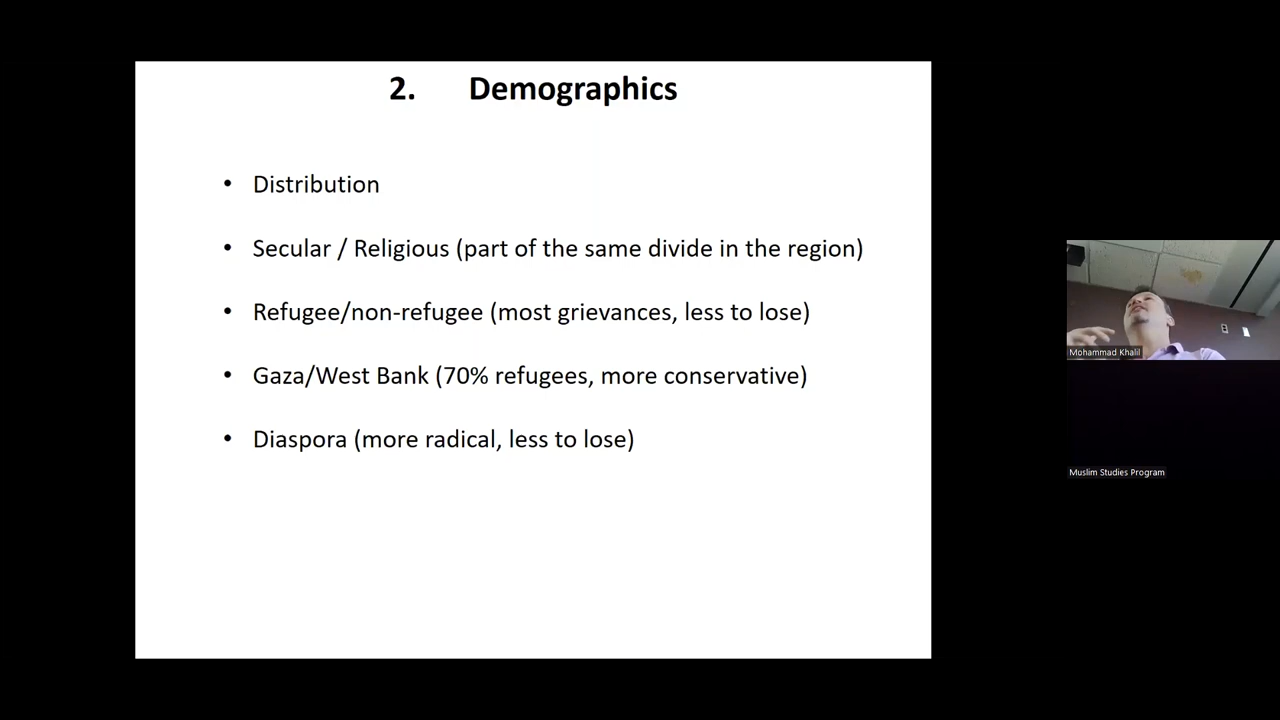 2. Demographics
• Distribution
• Secular / Religious (part of the same divide in the region)
• Refugee/non-refugee (most grievances, less to lose)
• Gaza/West Bank (70% refugees, more conservative)
• Diaspora (more radical, less to lose)
Mohammad Khalil
Muslim Studies Program